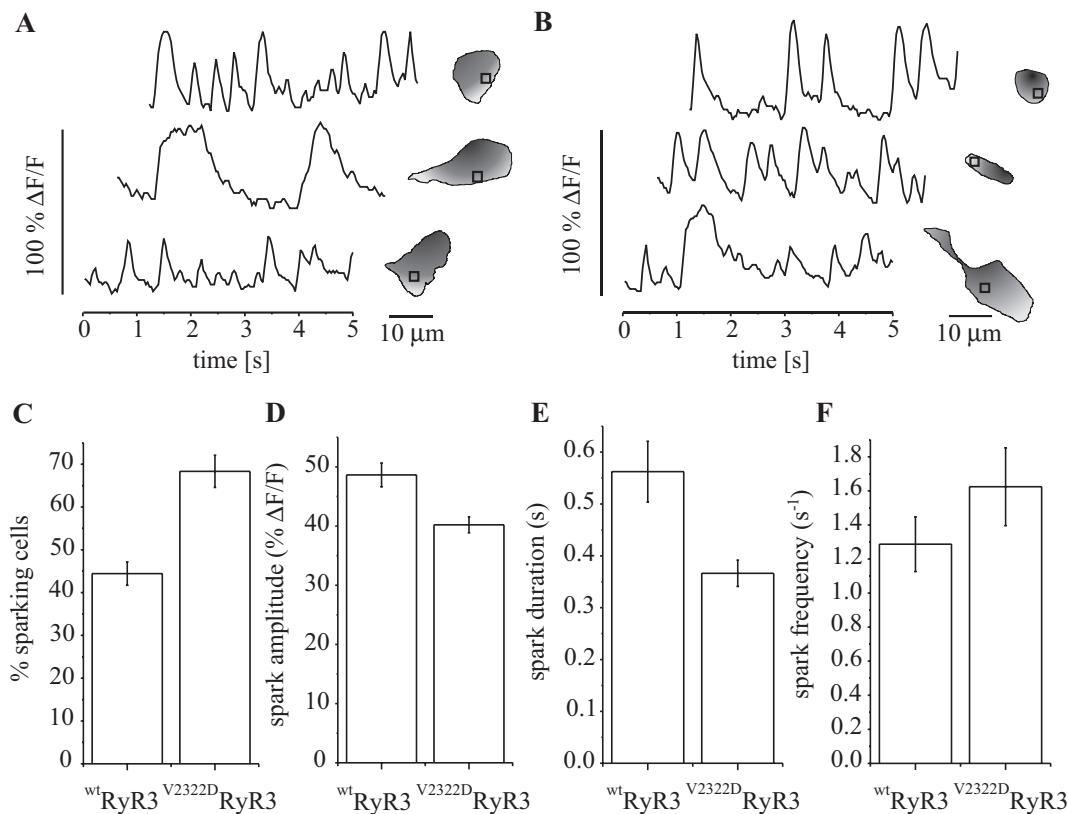 A
100 % ΔF/F
0 1 2 3 4 5
time [s]
10 μm
B
100 % ΔF/F
0 1 2 3 4 5
time [s]
10 μm
C
% sparking cells
70
60
50
40
30
20
10
0
wtRyR3 V2322DRyR3
D
spark amplitude (% ΔF/F)
50
40
30
20
10
0
wtRyR3 V2322DRyR3
E
spark duration (s)
0.6
0.5
0.4
0.3
0.2
0.1
0.0
wtRyR3 V2322DRyR3
F
spark frequency (s-1)
1.8
1.6
1.4
1.2
1.0
0.8
0.6
0.4
0.2
0.0
wtRyR3 V2322DRyR3